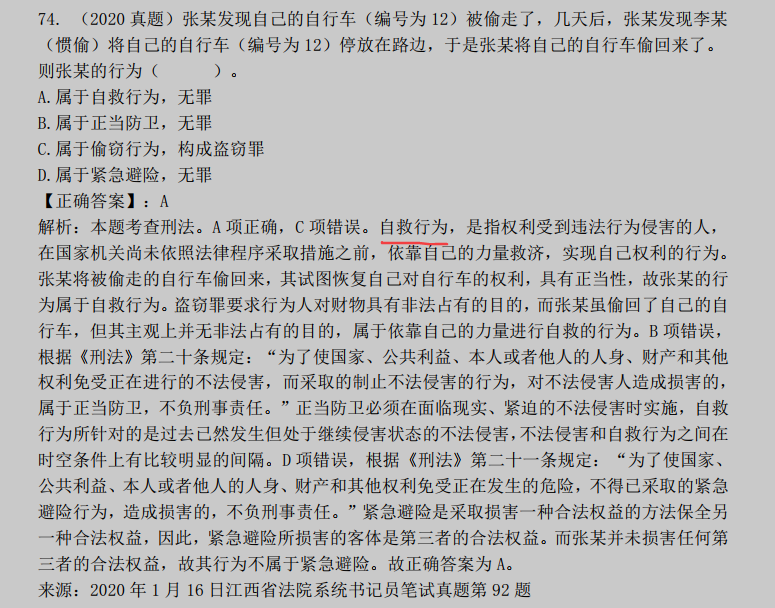 74. （2020 真题）张某发现自己的自行车（编号为 12）被偷走了，几天后，张某发现李某
（惯偷）将自己的自行车（编号为 12）停放在路边，于是张某将自己的自行车偷回来了。
则张某的行为（　　　）。
A.属于自救行为，无罪
B.属于正当防卫，无罪
C.属于偷窃行为，构成盗窃罪
D.属于紧急避险，无罪
【正确答案】：A
解析：本题考查刑法。A 项正确，C 项错误。自救行为，是指权利受到违法行为侵害的人，
在国家机关尚未依照法律程序采取措施之前，依靠自己的力量救济，实现自己权利的行为。
张某将被偷走的自行车偷回来，其试图恢复自己对自行车的权利，具有正当性，故张某的行
为属于自救行为。盗窃罪要求行为人对财物具有非法占有的目的，而张某虽偷回了自己的自
行车，但其主观上并无非法占有的目的，属于依靠自己的力量进行自救的行为。B 项错误，
根据《刑法》第二十条规定：“为了使国家、公共利益、本人或者他人的人身、财产和其他
权利免受正在进行的不法侵害，而采取的制止不法侵害的行为，对不法侵害人造成损害的，
属于正当防卫，不负刑事责任。”正当防卫必须在面临现实、紧迫的不法侵害时实施，自救
行为所针对的是过去已然发生但处于继续侵害状态的不法侵害，不法侵害和自救行为之间在
时空条件上有比较明显的间隔。D 项错误，根据《刑法》第二十一条规定：“为了使国家、
公共利益、本人或者他人的人身、财产和其他权利免受正在发生的危险，不得已采取的紧急
避险行为，造成损害的，不负刑事责任。”紧急避险是采取损害一种合法权益的方法保全另
一种合法权益，因此，紧急避险所损害的客体是第三者的合法权益。而张某并未损害任何第
三者的合法权益，故其行为不属于紧急避险。故正确答案为 A。
来源：2020 年 1 月 16 日江西省法院系统书记员笔试真题第 92 题